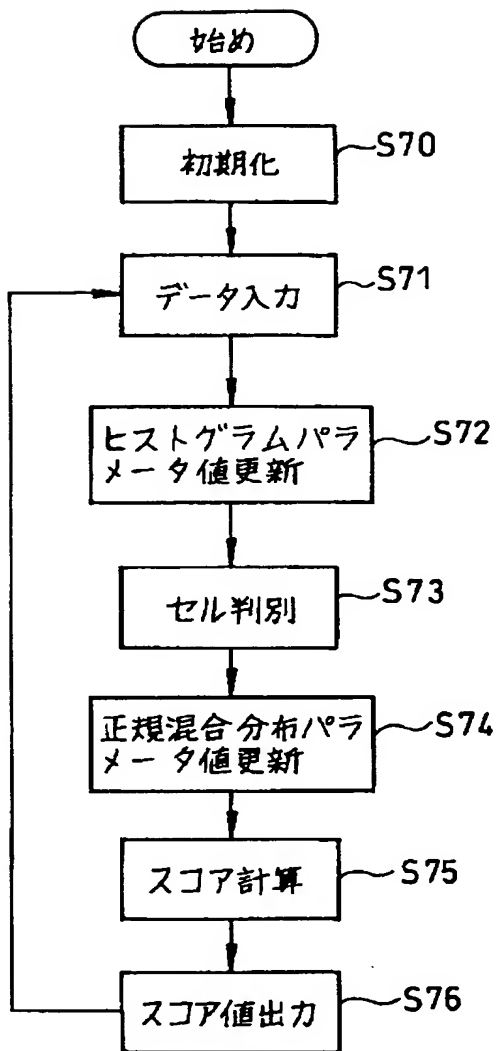 始め
初期化
S70
データ入力
S71
ヒストグラムパラ
メータ値更新
S72
セル判別
S73
正規混合分布パラ
メータ値更新
S74
スコア計算
S75
スコア値出力
S76